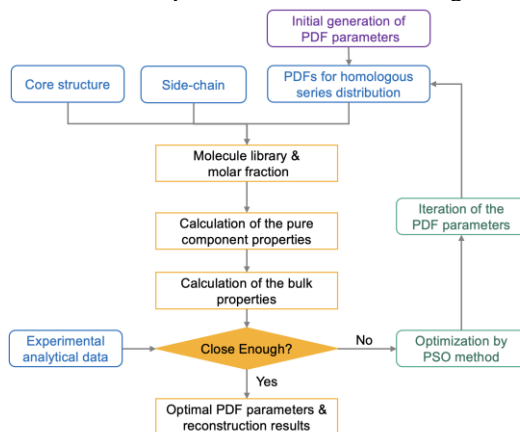 Initial generation of
PDF parameters
Core structure
Side-chain
PDFs for homologous
series distribution
Molecule library &
molar fraction
Calculation of the pure
component properties
Iteration of the
PDF parameters
Calculation of the bulk
properties
Experimental
analytical data
Close Enough?
No
Optimization by
PSO method
Yes
Optimal PDF parameters &
reconstruction results